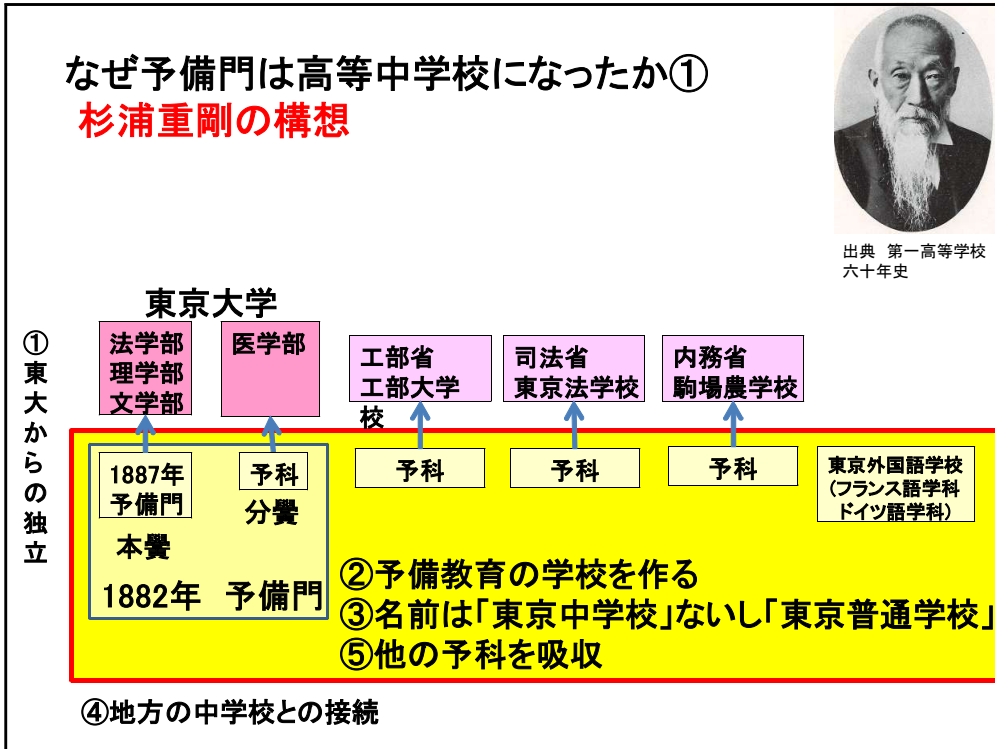 なぜ予備門は高等中学校になったか①
杉浦重剛の構想
出典　第一高等学校
六十年史
東京大学
法学部
理学部
文学部
医学部
工部省
工部大学
校
司法省
東京法学校
内務省
駒場農学校
①東大からの独立
1887年
予備門
本黌
予科
分黌
1882年　予備門
予科
予科
予科
東京外国語学校
(フランス語学科
ドイツ語学科)
②予備教育の学校を作る
③名前は「東京中学校」ないし「東京普通学校」
⑤他の予科を吸収
④地方の中学校との接続